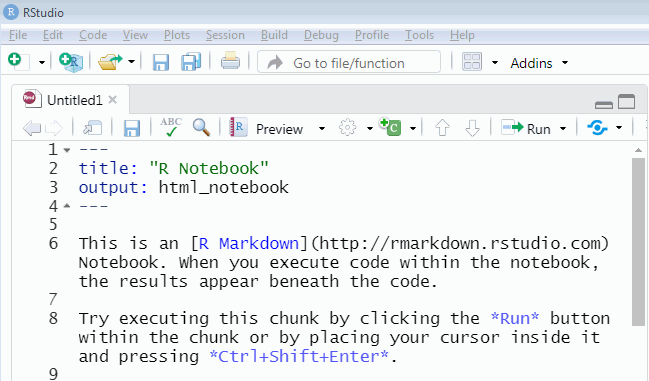 RStudio
File Edit Code View Plots Session Build Debug Profile Tools Help
Go to file/function Addins
Untitled1
ABC Preview Run
1 ---
2 title: "R Notebook"
3 output: html_notebook
4 ---
5
6 This is an [R Markdown](http://rmarkdown.rstudio.com)
Notebook. When you execute code within the notebook,
the results appear beneath the code.
7
8 Try executing this chunk by clicking the *Run* button
within the chunk or by placing your cursor inside it
and pressing *Ctrl+Shift+Enter*.
9